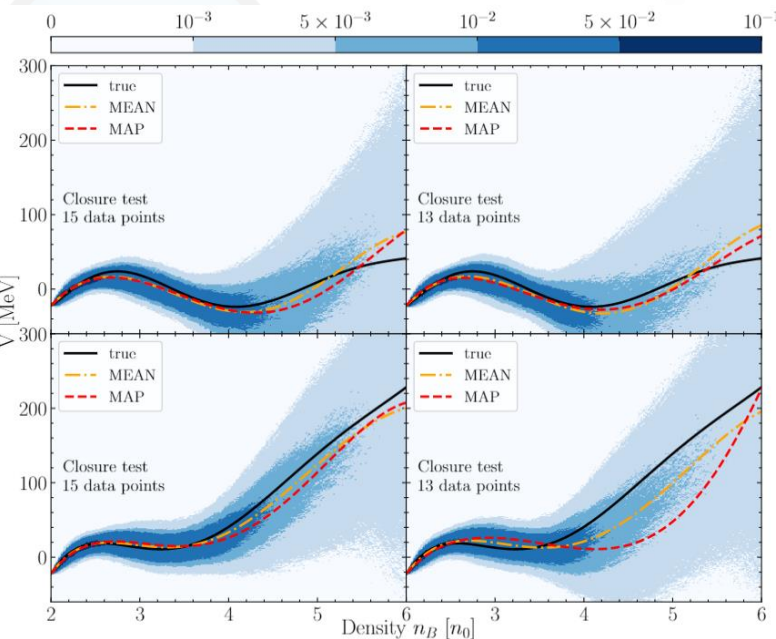 0 10⁻³ 5 × 10⁻³ 10⁻² 5 × 10⁻² 10⁻
300
200
100
0
true
MEAN
MAP
Closure test
15 data points
true
MEAN
MAP
Closure test
13 data points
V [MeV]
300
200
100
0
true
MEAN
MAP
Closure test
15 data points
true
MEAN
MAP
Closure test
13 data points
2 3 4 5 6 3 4 5 6
Density n_B [n₀]